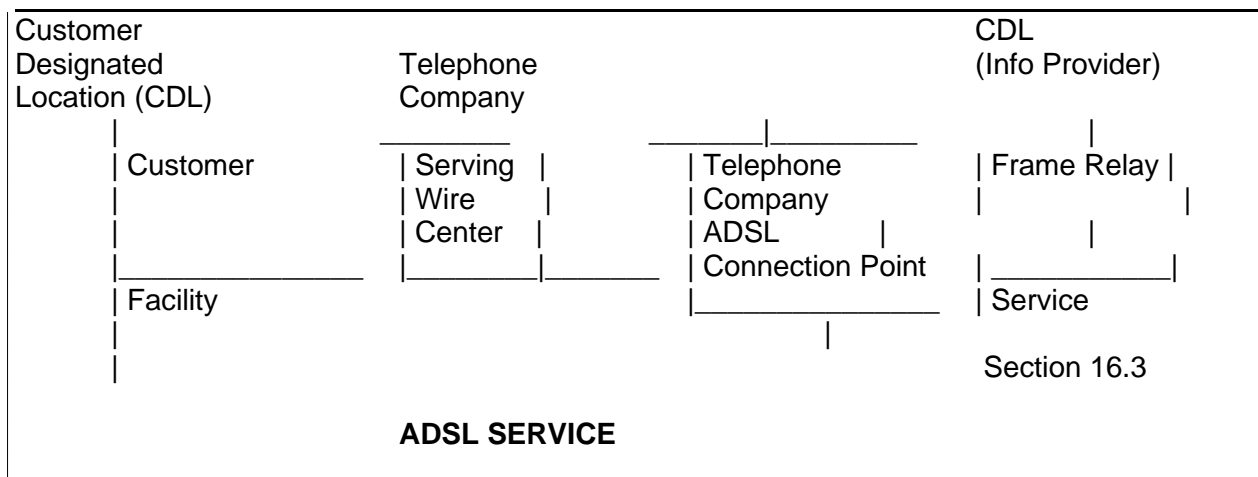 Customer CDL
Designated Telephone (Info Provider)
Location (CDL) Company
Customer Serving Telephone Frame Relay
Wire Company
Center ADSL
Connection Point
Facility Service
Section 16.3
ADSL SERVICE